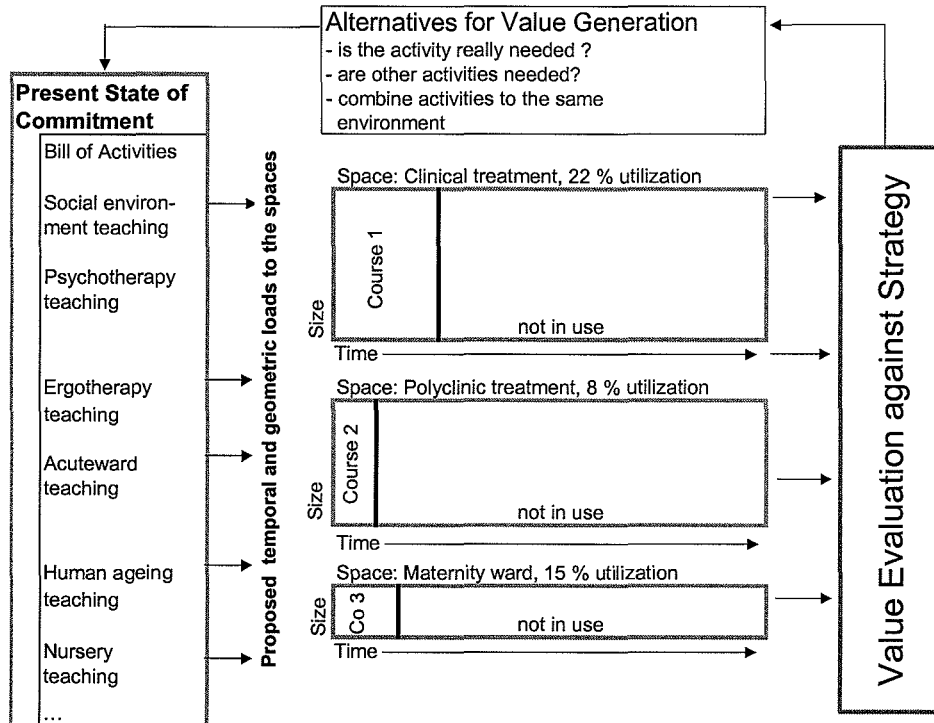 Alternatives for Value Generation
- is the activity really needed ?
- are other activities needed?
- combine activities to the same
environment
Present State of
Commitment
Bill of Activities
Social environ-
ment teaching
Psychotherapy
teaching
Ergotherapy
teaching
Acuteward
teaching
Human ageing
teaching
Nursery
teaching
...
Proposed temporal and geometric loads to the spaces
Space: Clinical treatment, 22 % utilization
Size
Course 1
not in use
Time
Space: Polyclinic treatment, 8 % utilization
Size
Course 2
not in use
Time
Space: Maternity ward, 15 % utilization
Size
Co 3
not in use
Time
Value Evaluation against Strategy